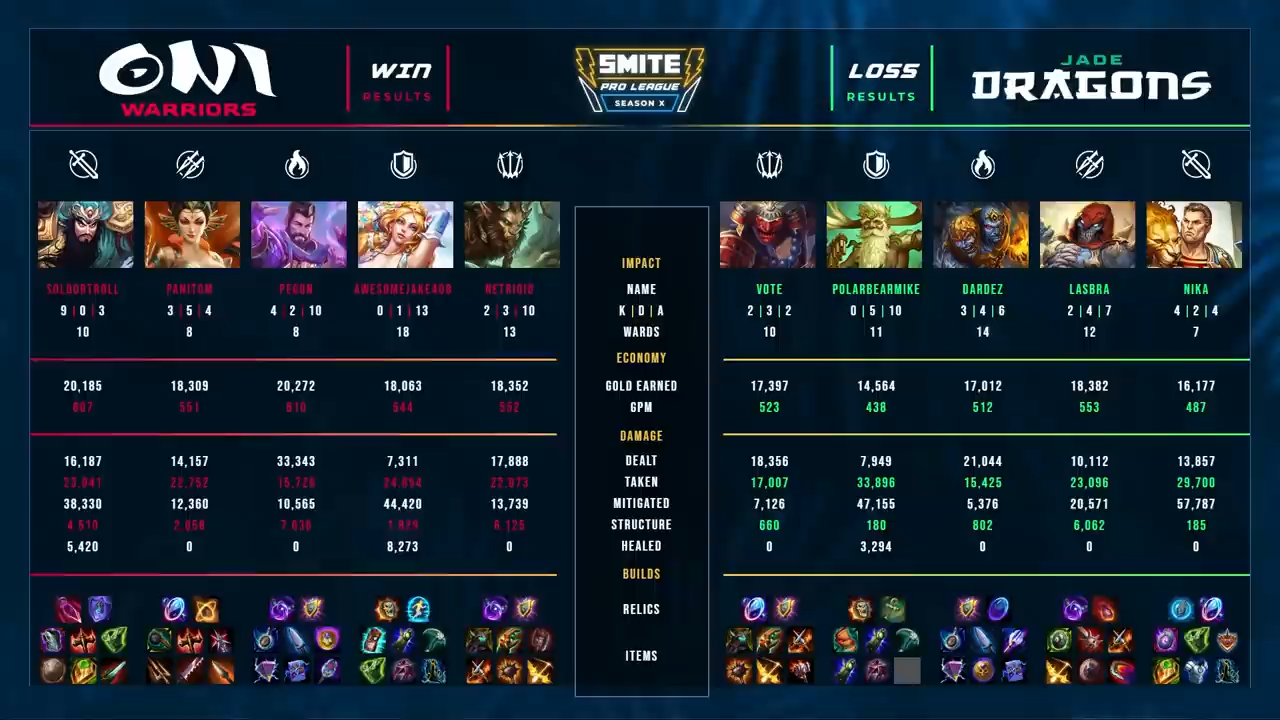 ONI
WARRIORS
WIN
RESULTS
SMITE
PRO LEAGUE
SEASON X
LOSS
RESULTS
JADE
DRAGONS
IMPACT
SOLDORTROLL PANITOM PEGON AWESOMEJAKE408 NETRIOID NAME VOTE POLARBEARMIKE DARDEZ LASBRA NIKA
9 | 0 | 3 3 | 5 | 4 4 | 2 | 10 0 | 1 | 13 2 | 3 | 10 K | D | A 2 | 3 | 2 0 | 5 | 10 3 | 4 | 6 2 | 4 | 7 4 | 2 | 4
10 8 8 18 13 WARDS 10 11 14 12 7
ECONOMY
20,185 18,309 20,272 18,063 18,352 GOLD EARNED 17,397 14,564 17,012 18,382 16,177
607 551 610 544 552 GPM 523 438 512 553 487
DAMAGE
16,187 14,157 33,343 7,311 17,888 DEALT 18,356 7,949 21,044 10,112 13,857
22,752 TAKEN 17,007 33,896 15,425 23,096 29,700
38,330 12,360 10,565 44,420 13,739 MITIGATED 7,126 47,155 5,376 20,571 57,787
STRUCTURE 660 180 802 6,062 185
5,420 0 0 8,273 0 HEALED 0 3,294 0 0 0
BUILDS
RELICS
ITEMS